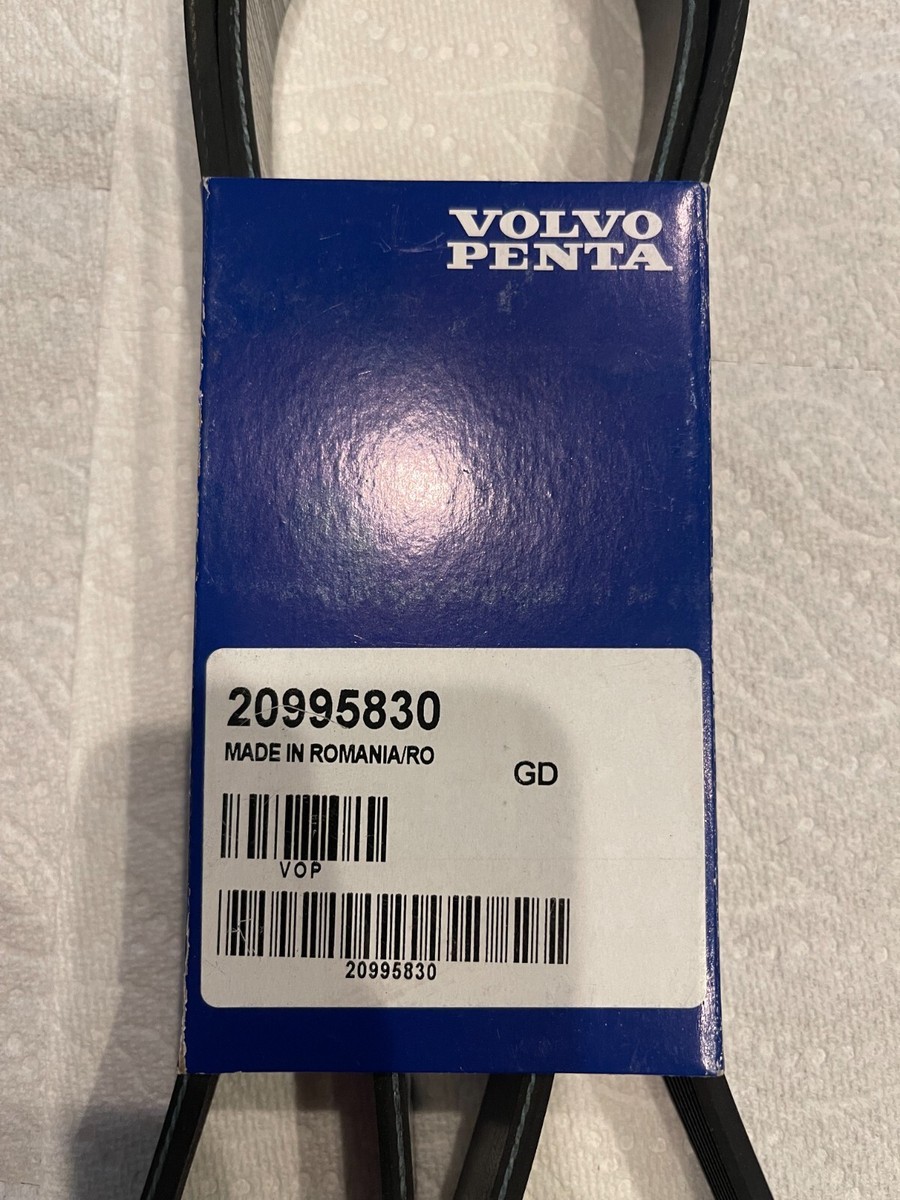 VOLVO
PENTA
20995830
MADE IN ROMANIA/RO
GD
VOP
20995830